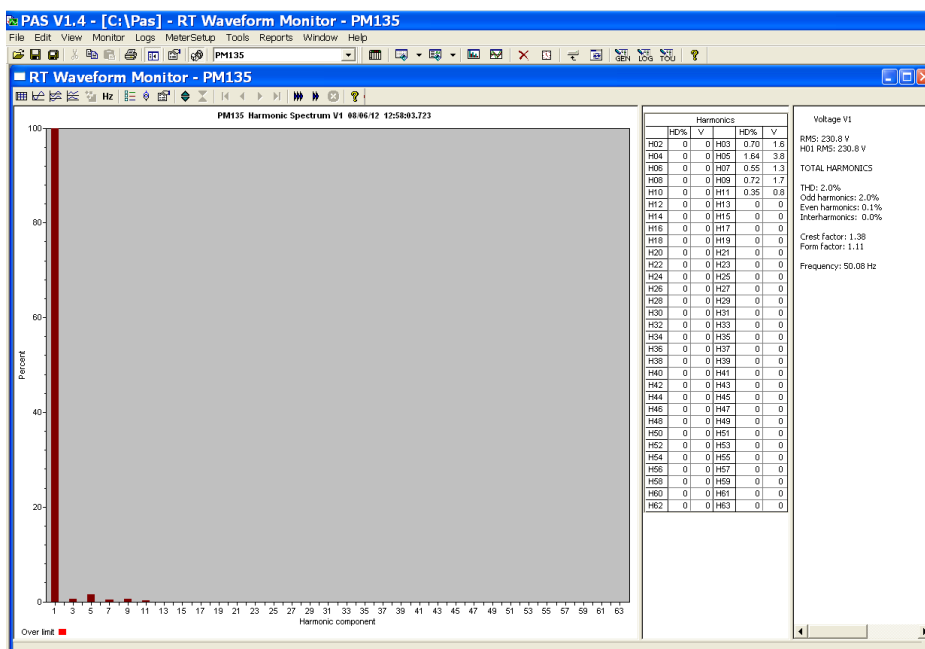 PAS V1.4 - [C:\Pas] - RT Waveform Monitor - PM135
File Edit View Monitor Logs MeterSetup Tools Reports Window Help
PM135 GEN LOG TOU
RT Waveform Monitor - PM135
Hz
PM135 Harmonic Spectrum V1 08/06/12 12:58:03.723
100
80
60
40
20
0
Percent
1 3 5 7 9 11 13 15 17 19 21 23 25 27 29 31 33 35 37 39 41 43 45 47 49 51 53 55 57 59 61 63
Harmonic component
Over limit
Harmonics
HD% V HD% V
H02 0 0 H03 0.70 1.6
H04 0 0 H05 1.64 3.8
H06 0 0 H07 0.55 1.3
H08 0 0 H09 0.72 1.7
H10 0 0 H11 0.35 0.8
H12 0 0 H13 0 0
H14 0 0 H15 0 0
H16 0 0 H17 0 0
H18 0 0 H19 0 0
H20 0 0 H21 0 0
H22 0 0 H23 0 0
H24 0 0 H25 0 0
H26 0 0 H27 0 0
H28 0 0 H29 0 0
H30 0 0 H31 0 0
H32 0 0 H33 0 0
H34 0 0 H35 0 0
H36 0 0 H37 0 0
H38 0 0 H39 0 0
H40 0 0 H41 0 0
H42 0 0 H43 0 0
H44 0 0 H45 0 0
H46 0 0 H47 0 0
H48 0 0 H49 0 0
H50 0 0 H51 0 0
H52 0 0 H53 0 0
H54 0 0 H55 0 0
H56 0 0 H57 0 0
H58 0 0 H59 0 0
H60 0 0 H61 0 0
H62 0 0 H63 0 0
Voltage V1
RMS: 230.8 V
H01 RMS: 230.8 V
TOTAL HARMONICS
THD: 2.0%
Odd harmonics: 2.0%
Even harmonics: 0.1%
Interharmonics: 0.0%
Crest factor: 1.38
Form factor: 1.11
Frequency: 50.08 Hz